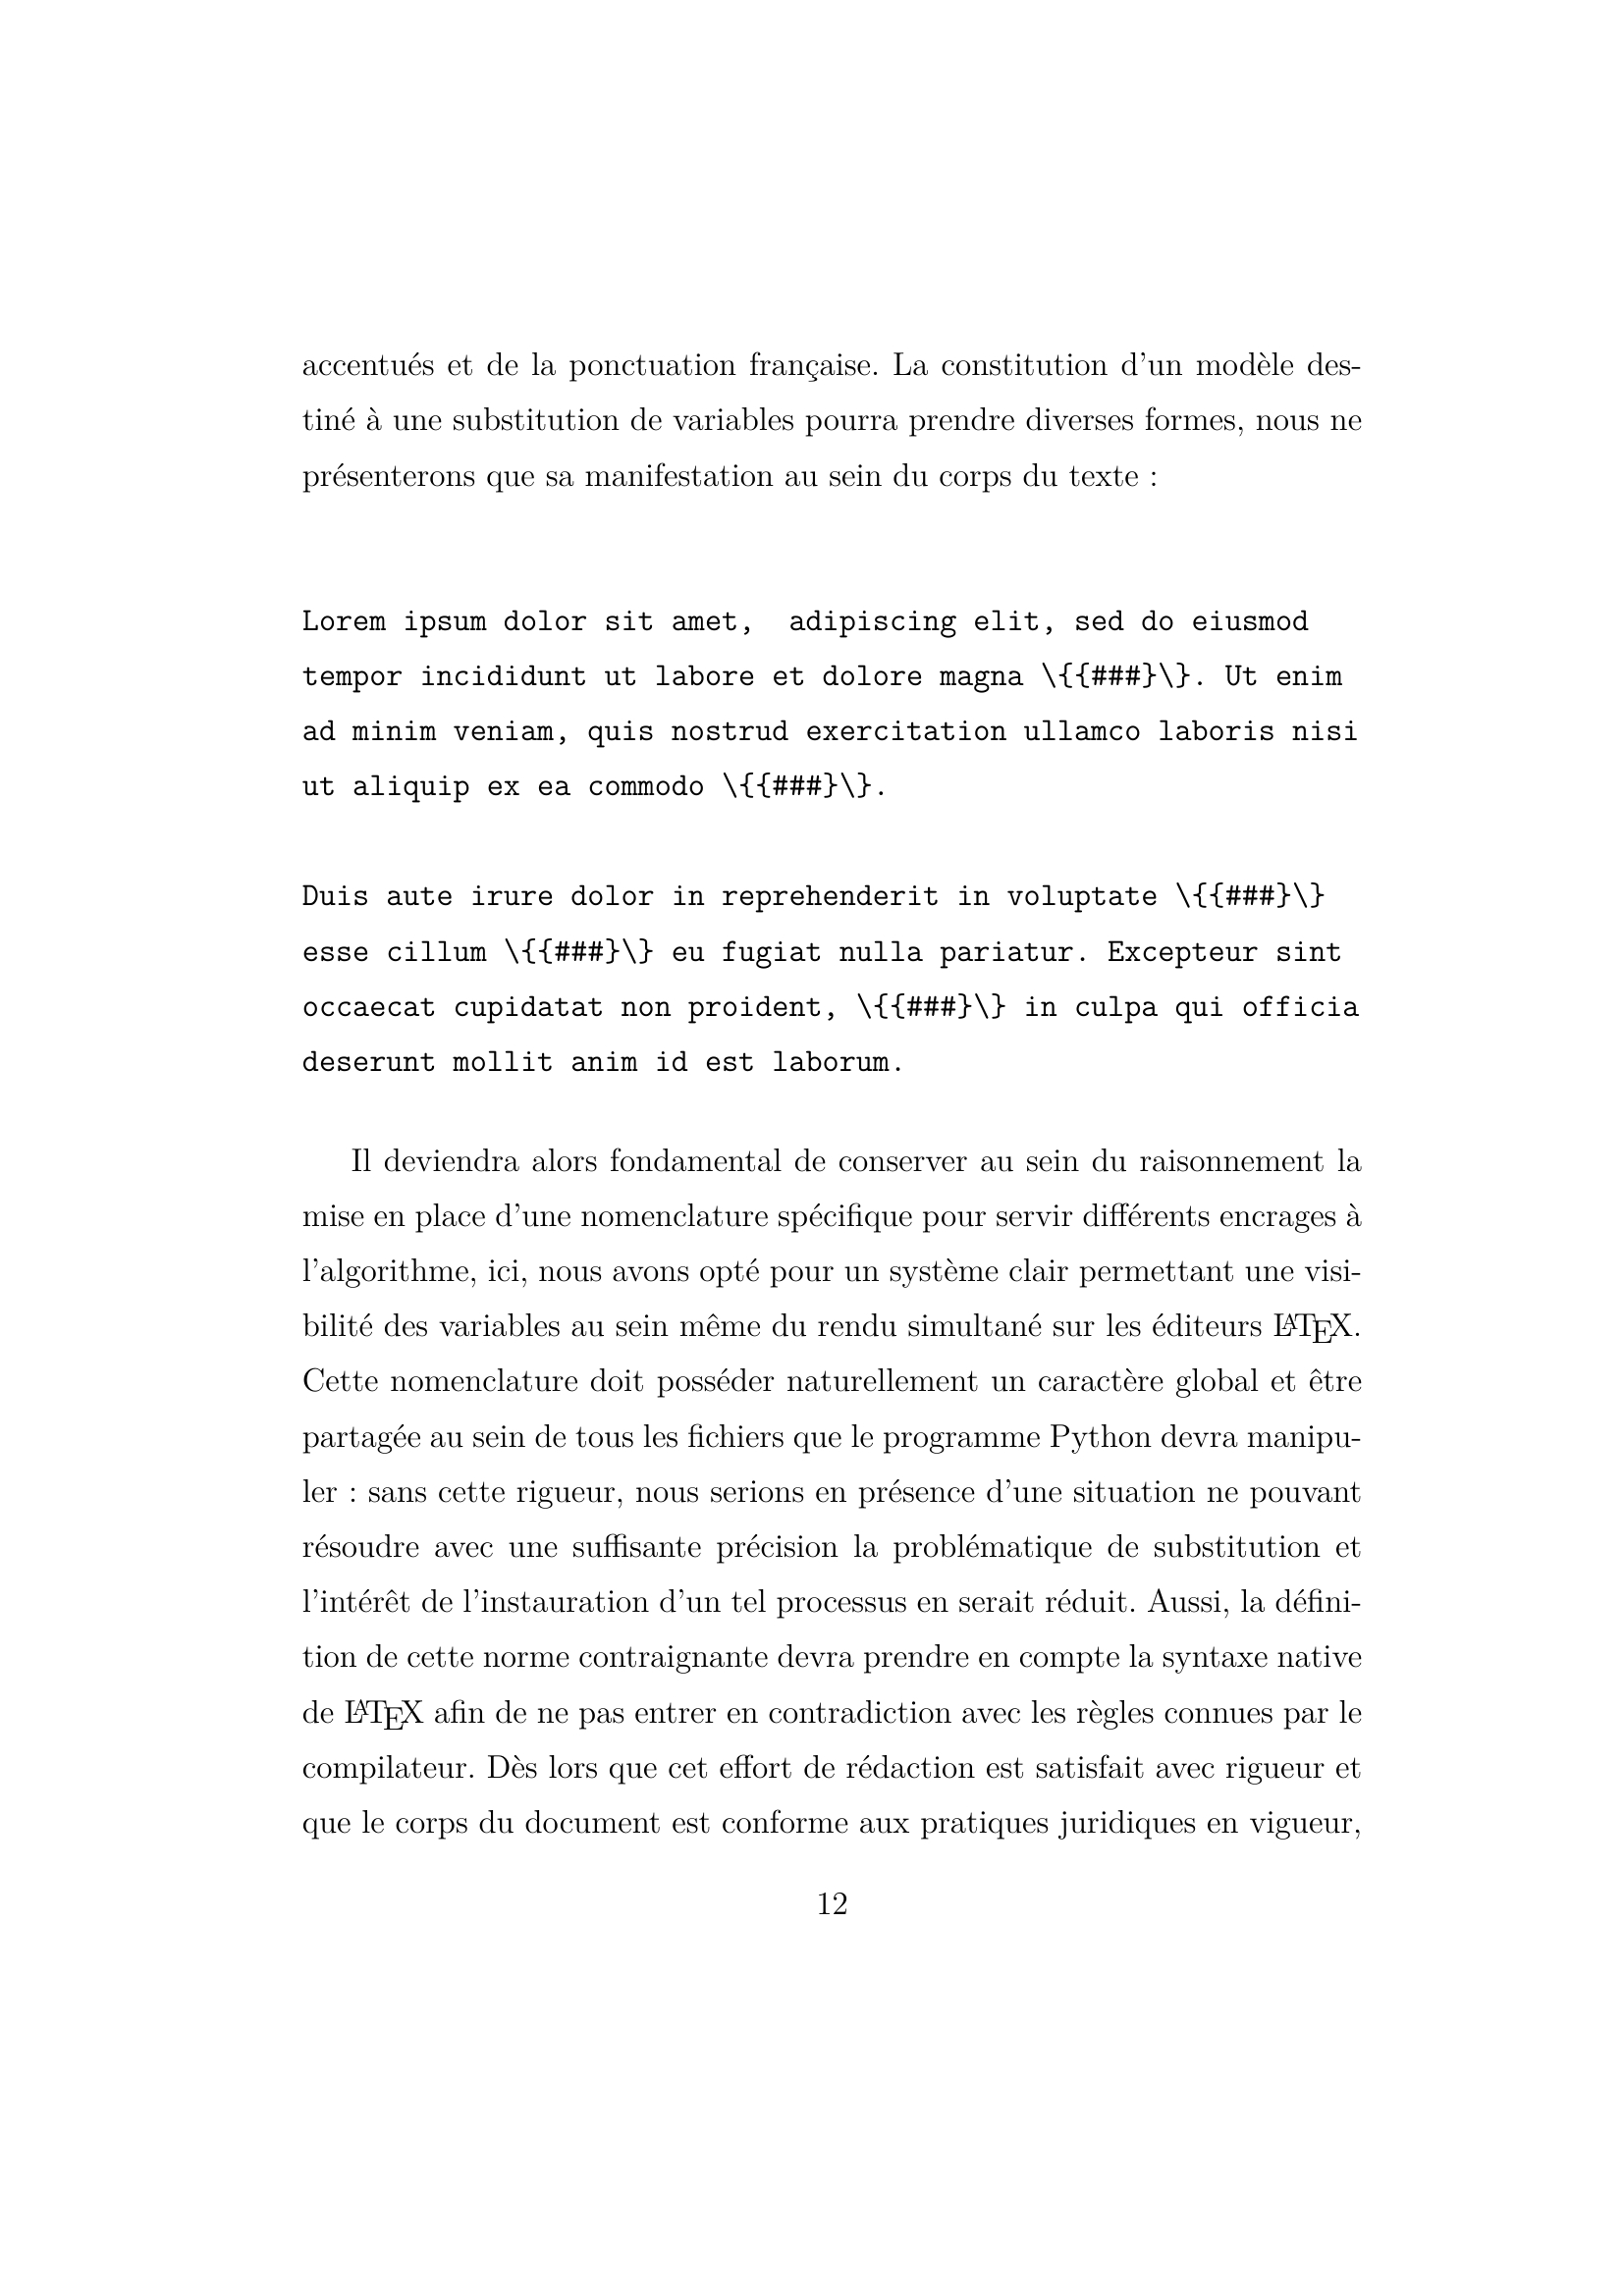 accentués et de la ponctuation française. La constitution d'un modèle des-
tiné à une substitution de variables pourra prendre diverses formes, nous ne
présenterons que sa manifestation au sein du corps du texte :
Lorem ipsum dolor sit amet,  adipiscing elit, sed do eiusmod
tempor incididunt ut labore et dolore magna \{{###}\}. Ut enim
ad minim veniam, quis nostrud exercitation ullamco laboris nisi
ut aliquip ex ea commodo \{{###}\}.
Duis aute irure dolor in reprehenderit in voluptate \{{###}\}
esse cillum \{{###}\} eu fugiat nulla pariatur. Excepteur sint
occaecat cupidatat non proident, \{{###}\} in culpa qui officia
deserunt mollit anim id est laborum.
Il deviendra alors fondamental de conserver au sein du raisonnement la
mise en place d'une nomenclature spécifique pour servir différents encrages à
l'algorithme, ici, nous avons opté pour un système clair permettant une visi-
bilité des variables au sein même du rendu simultané sur les éditeurs LATEX.
Cette nomenclature doit posséder naturellement un caractère global et être
partagée au sein de tous les fichiers que le programme Python devra manipu-
ler : sans cette rigueur, nous serions en présence d'une situation ne pouvant
résoudre avec une suffisante précision la problématique de substitution et
l'intérêt de l'instauration d'un tel processus en serait réduit. Aussi, la défini-
tion de cette norme contraignante devra prendre en compte la syntaxe native
de LATEX afin de ne pas entrer en contradiction avec les règles connues par le
compilateur. Dès lors que cet effort de rédaction est satisfait avec rigueur et
que le corps du document est conforme aux pratiques juridiques en vigueur,
12